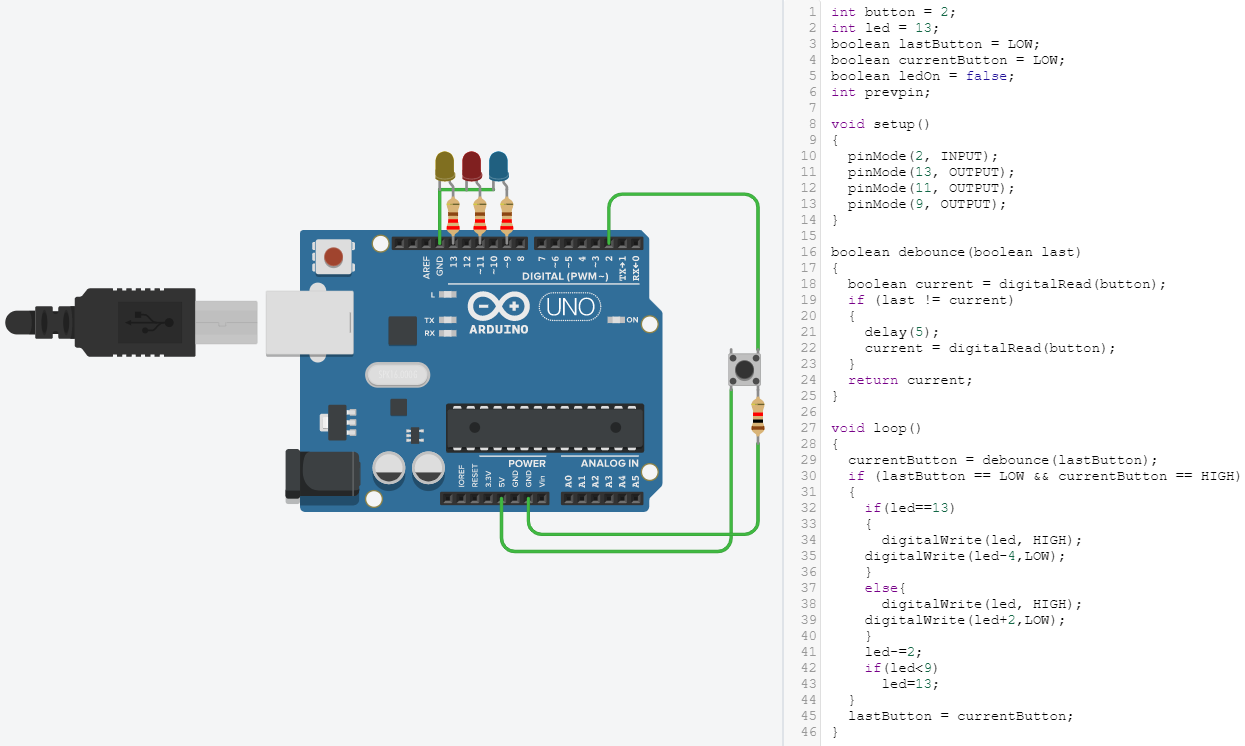 AREF
GND
13
12
~11
~10
~9
8
7
~6
~5
4
~3
2
TX→1
RX←0
DIGITAL (PWM~)
L
TX
RX
ARDUINO
UNO
ON
POWER
ANALOG IN
IOREF
RESET
3.3V
5V
GND
GND
Vin
A0
A1
A2
A3
A4
A5
1 int button = 2;
2 int led = 13;
3 boolean lastButton = LOW;
4 boolean currentButton = LOW;
5 boolean ledOn = false;
6 int prevpin;
7
8 void setup()
9 {
10   pinMode(2, INPUT);
11   pinMode(13, OUTPUT);
12   pinMode(11, OUTPUT);
13   pinMode(9, OUTPUT);
14 }
15
16 boolean debounce(boolean last)
17 {
18   boolean current = digitalRead(button);
19   if (last != current)
20   {
21     delay(5);
22     current = digitalRead(button);
23   }
24   return current;
25 }
26
27 void loop()
28 {
29   currentButton = debounce(lastButton);
30   if (lastButton == LOW && currentButton == HIGH)
31   {
32     if(led==13)
33     {
34       digitalWrite(led, HIGH);
35     digitalWrite(led-4,LOW);
36     }
37     else{
38       digitalWrite(led, HIGH);
39     digitalWrite(led+2,LOW);
40     }
41     led-=2;
42     if(led<9)
43       led=13;
44   }
45   lastButton = currentButton;
46 }